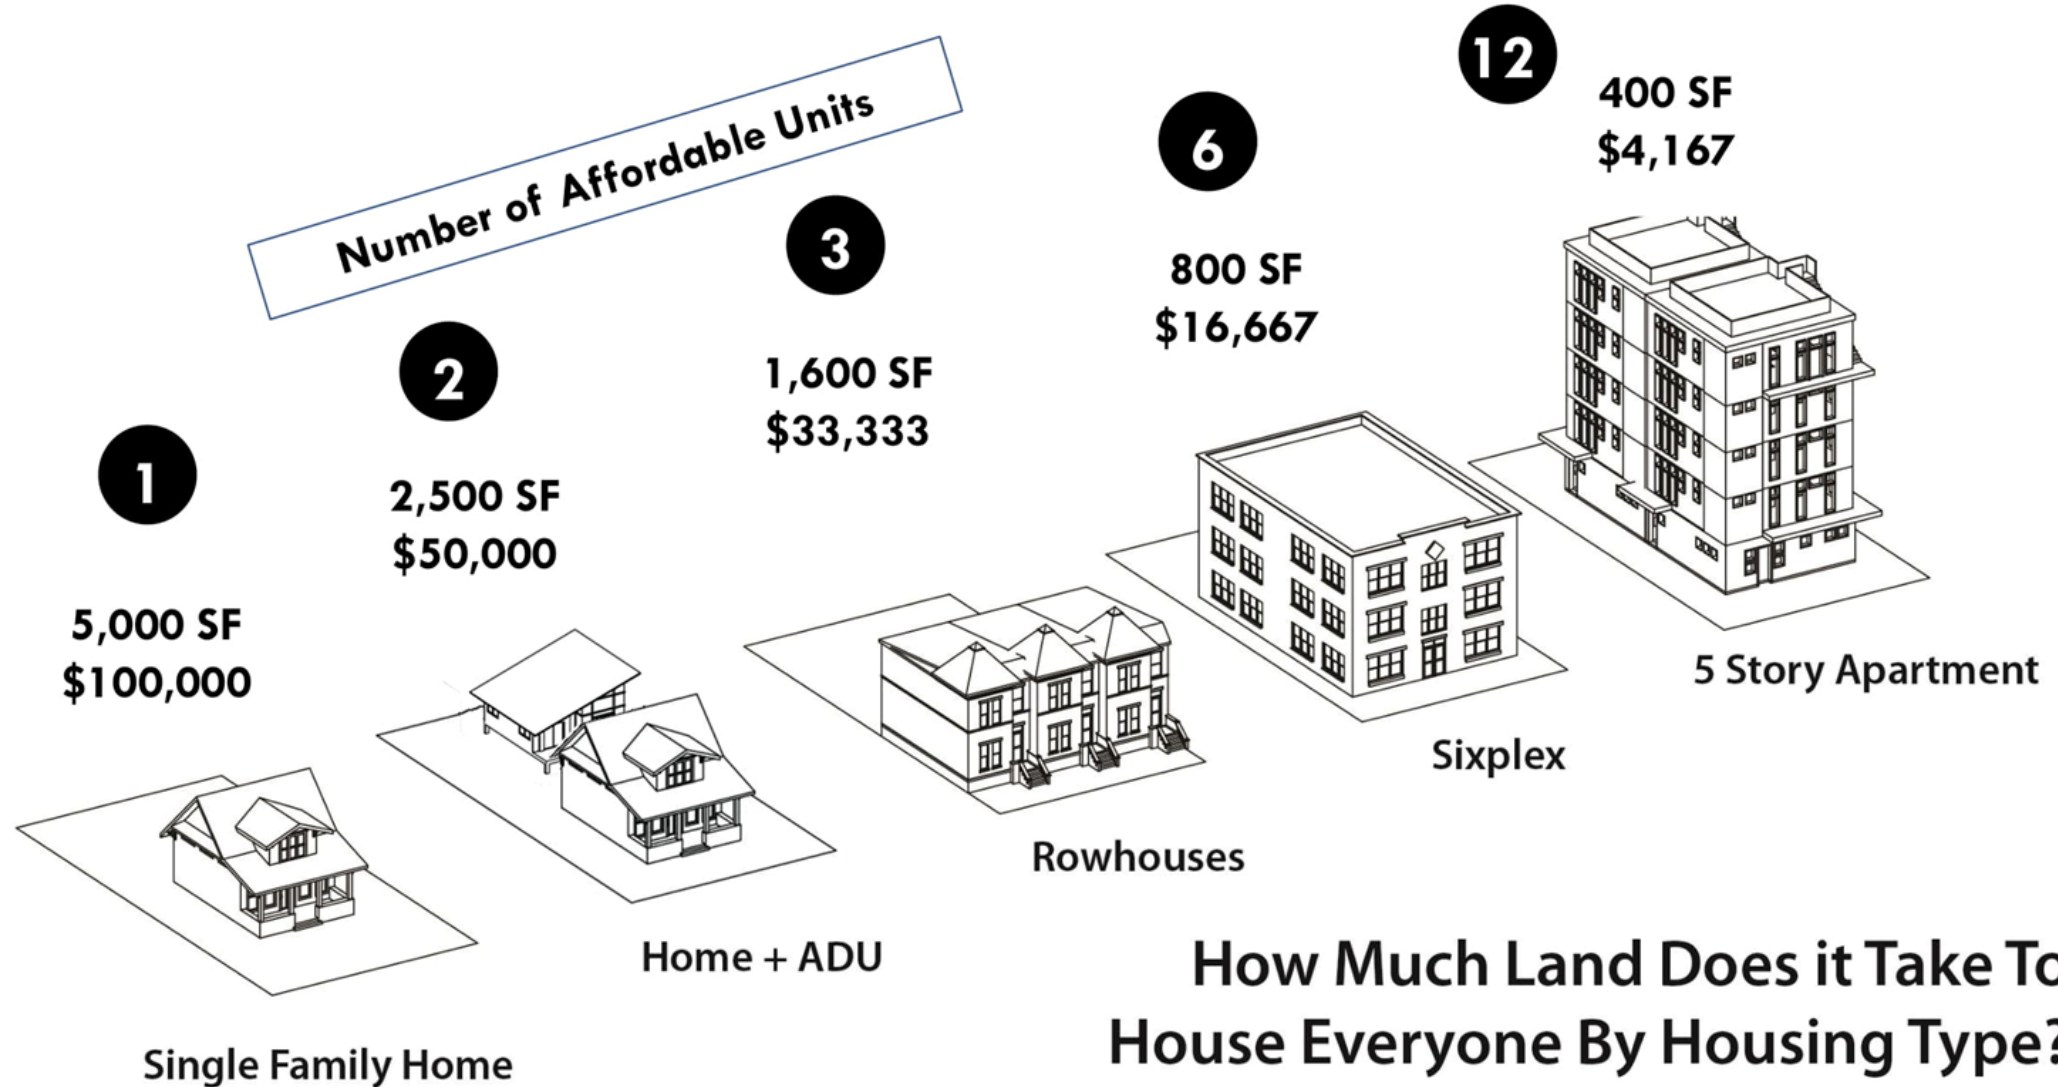 Number of Affordable Units
1
5,000 SF
$100,000
Single Family Home
2
2,500 SF
$50,000
Home + ADU
3
1,600 SF
$33,333
Rowhouses
6
800 SF
$16,667
Sixplex
12
400 SF
$4,167
5 Story Apartment
How Much Land Does it Take To
House Everyone By Housing Type?